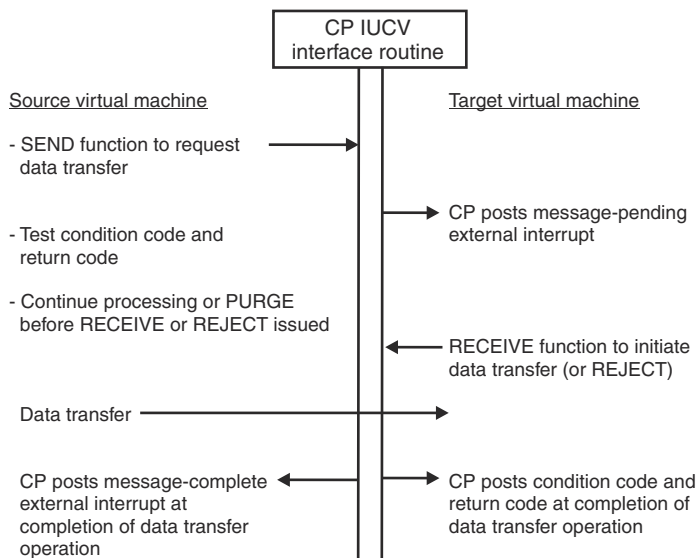 CP IUCV
interface routine
Source virtual machine
Target virtual machine
- SEND function to request
data transfer
CP posts message-pending
external interrupt
- Test condition code and
return code
- Continue processing or PURGE
before RECEIVE or REJECT issued
RECEIVE function to initiate
data transfer (or REJECT)
Data transfer
CP posts message-complete
external interrupt at
completion of data transfer
operation
CP posts condition code and
return code at completion of
data transfer operation